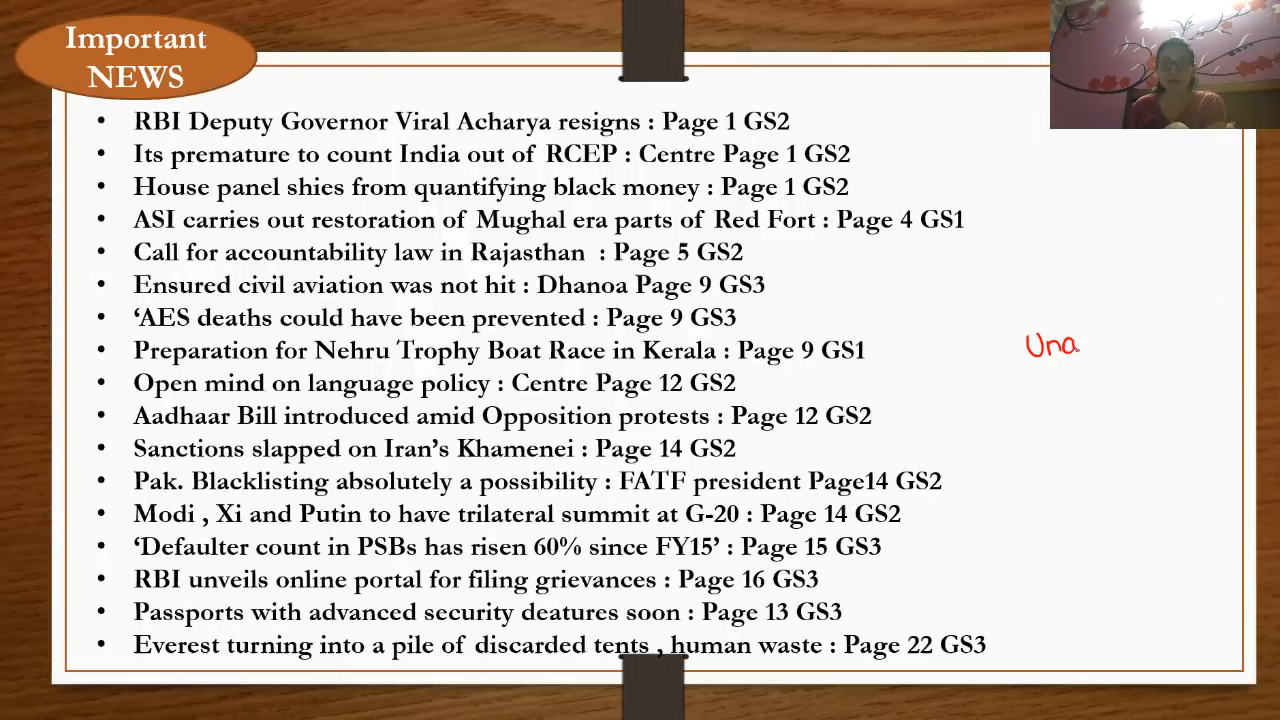 Important
NEWS
• RBI Deputy Governor Viral Acharya resigns : Page 1 GS2
• Its premature to count India out of RCEP : Centre Page 1 GS2
• House panel shies from quantifying black money : Page 1 GS2
• ASI carries out restoration of Mughal era parts of Red Fort : Page 4 GS1
• Call for accountability law in Rajasthan : Page 5 GS2
• Ensured civil aviation was not hit : Dhanoa Page 9 GS3
• ‘AES deaths could have been prevented : Page 9 GS3
• Preparation for Nehru Trophy Boat Race in Kerala : Page 9 GS1
Una
• Open mind on language policy : Centre Page 12 GS2
• Aadhaar Bill introduced amid Opposition protests : Page 12 GS2
• Sanctions slapped on Iran’s Khamenei : Page 14 GS2
• Pak. Blacklisting absolutely a possibility : FATF president Page14 GS2
• Modi , Xi and Putin to have trilateral summit at G-20 : Page 14 GS2
• ‘Defaulter count in PSBs has risen 60% since FY15’ : Page 15 GS3
• RBI unveils online portal for filing grievances : Page 16 GS3
• Passports with advanced security deatures soon : Page 13 GS3
• Everest turning into a pile of discarded tents , human waste : Page 22 GS3